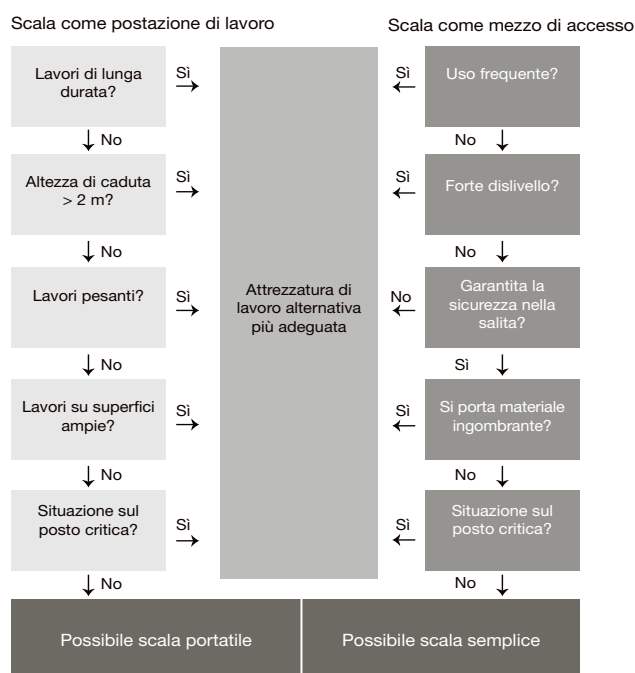 Scala come postazione di lavoro
Lavori di lunga
durata?
Sì
No
Altezza di caduta
> 2 m?
Sì
No
Lavori pesanti?
Sì
No
Lavori su superfici
ampie?
Sì
No
Situazione sul
posto critica?
Sì
No
Possibile scala portatile
Attrezzatura di
lavoro alternativa
più adeguata
Scala come mezzo di accesso
Uso frequente?
Sì
No
Forte dislivello?
Sì
No
Garantita la
sicurezza nella
salita?
No
Sì
Si porta materiale
ingombrante?
Sì
No
Situazione sul
posto critica?
Sì
No
Possibile scala semplice